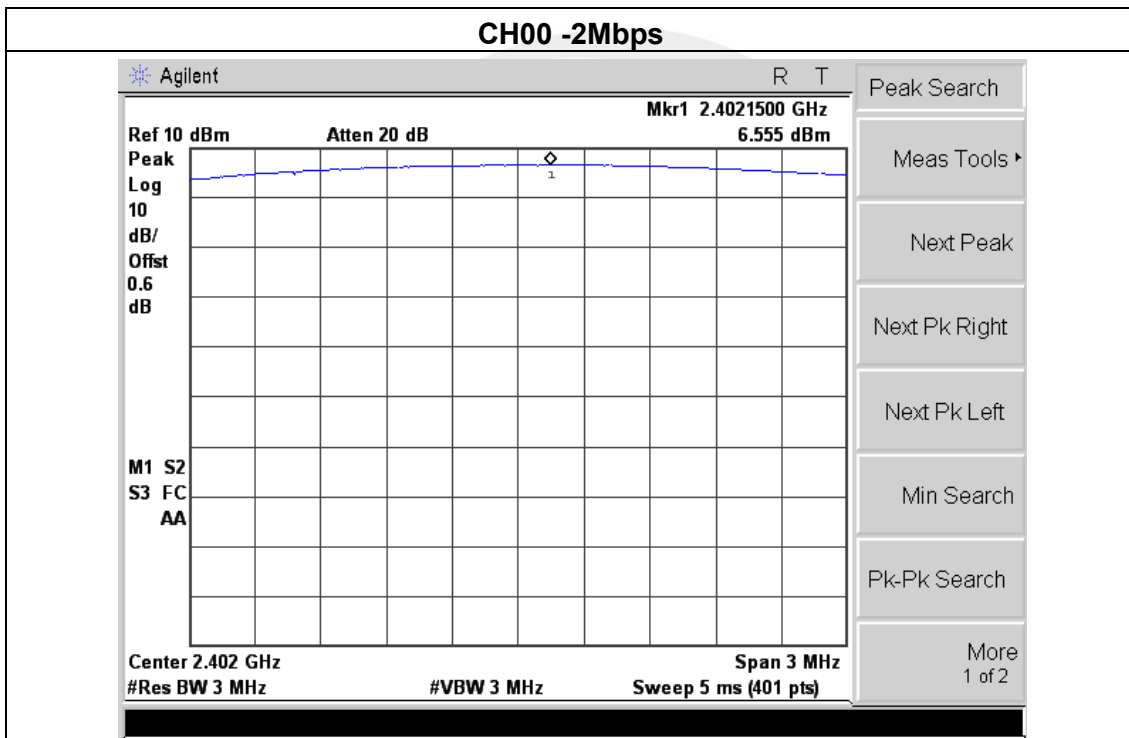 CH00 -2Mbps
Agilent
R T
Mkr1 2.4021500 GHz
Ref 10 dBm
Atten 20 dB
6.555 dBm
Peak
Log
10
dB/
Offst
0.6
dB
1
M1 S2
S3 FC
AA
Center 2.402 GHz
Span 3 MHz
#Res BW 3 MHz
#VBW 3 MHz
Sweep 5 ms (401 pts)
Peak Search
Meas Tools
Next Peak
Next Pk Right
Next Pk Left
Min Search
Pk-Pk Search
More
1 of 2